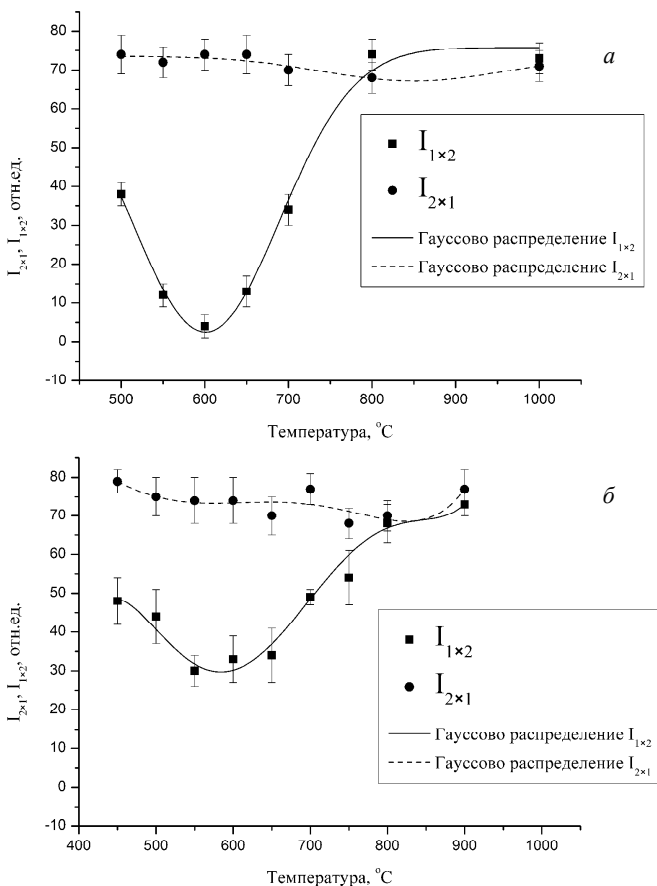 80
70
60
50
40
30
20
10
0
-10
I2×1, I1×2, отн.ед.
а
I1×2
I2×1
Гауссово распределение I1×2
Гауссово распределение I2×1
500 600 700 800 900 1000
Температура, °C
80
70
60
50
40
30
20
10
0
-10
I2×1, I1×2, отн.ед.
б
I1×2
I2×1
Гауссово распределение I1×2
Гауссово распределение I2×1
400 500 600 700 800 900 1000
Температура, °C